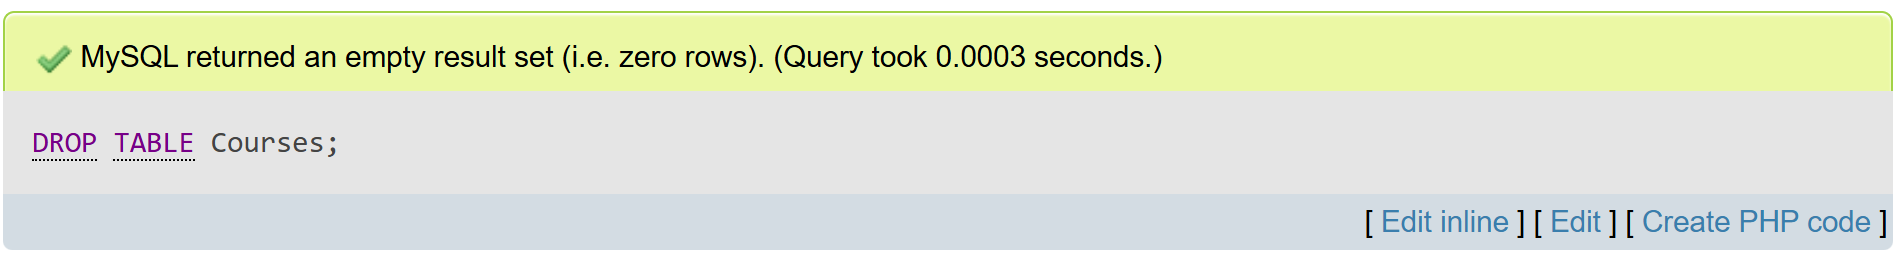 MySQL returned an empty result set (i.e. zero rows). (Query took 0.0003 seconds.)
DROP TABLE Courses;
[ Edit inline ] [ Edit ] [ Create PHP code ]